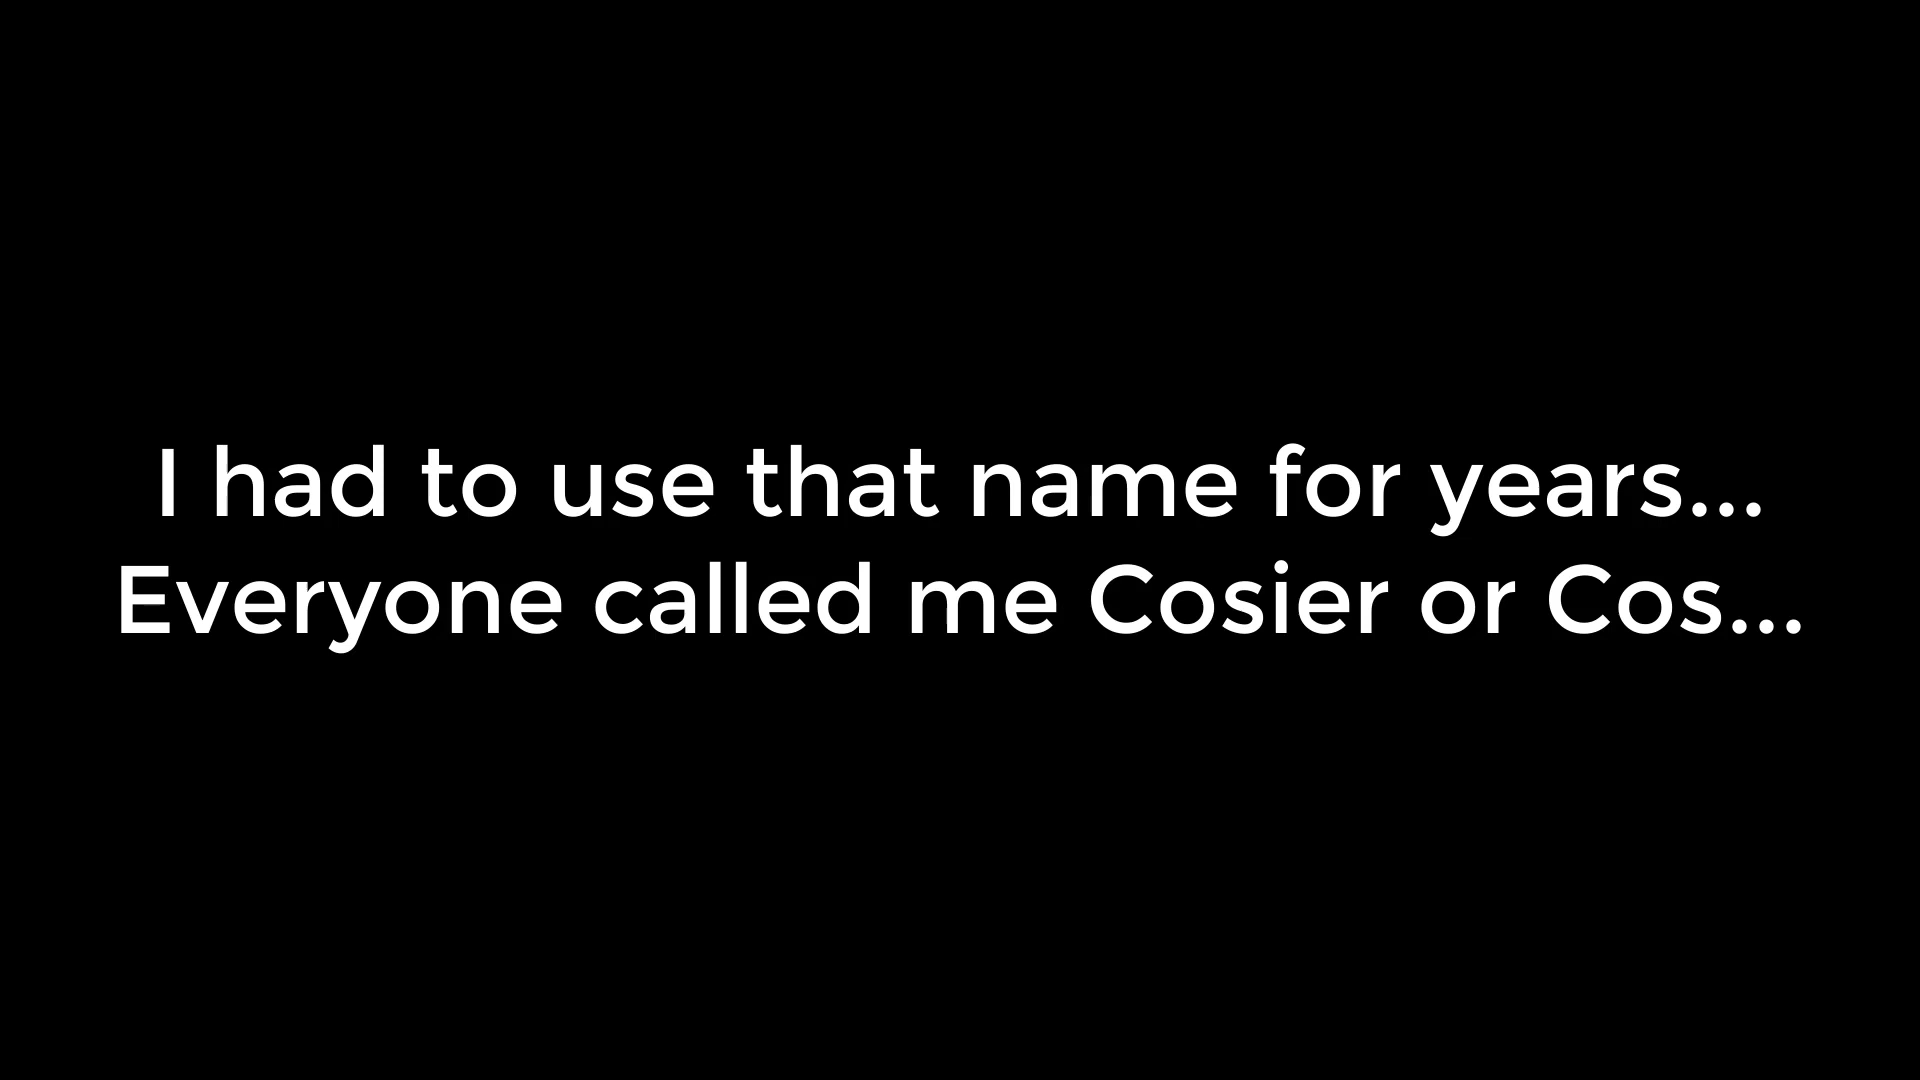 I had to use that name for years...
Everyone called me Cosier or Cos...